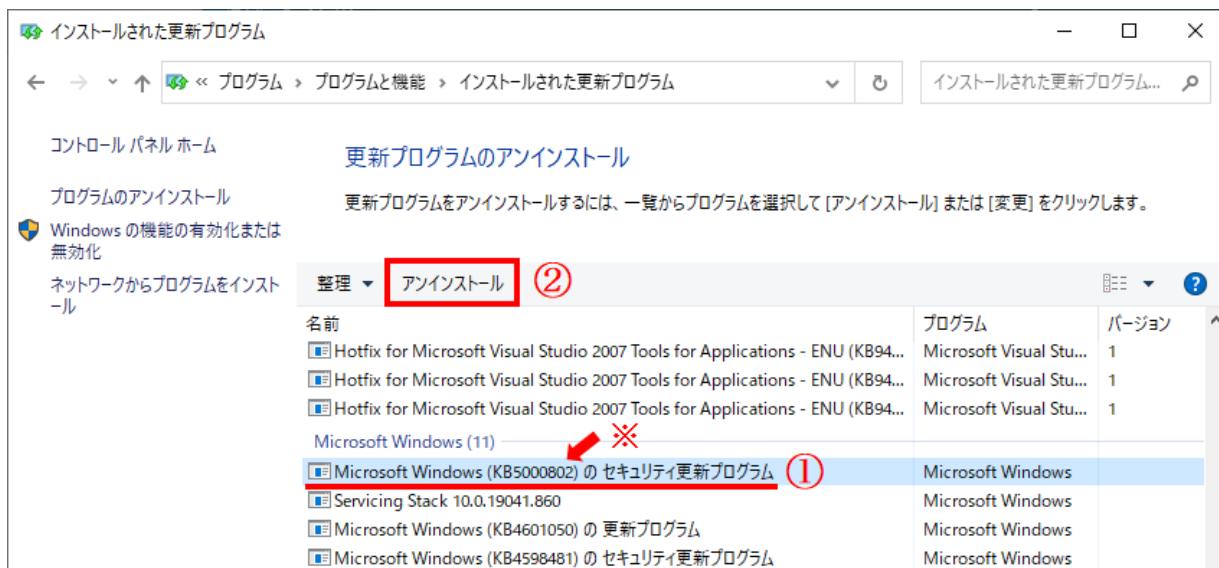 インストールされた更新プログラム
« プログラム › プログラムと機能 › インストールされた更新プログラム
インストールされた更新プログラム...
コントロール パネル ホーム
プログラムのアンインストール
Windows の機能の有効化または
無効化
ネットワークからプログラムをインスト
ール
更新プログラムのアンインストール
更新プログラムをアンインストールするには、一覧からプログラムを選択して [アンインストール] または [変更] をクリックします。
整理 アンインストール ②
名前 プログラム バージョン
Hotfix for Microsoft Visual Studio 2007 Tools for Applications - ENU (KB94... Microsoft Visual Stu... 1
Hotfix for Microsoft Visual Studio 2007 Tools for Applications - ENU (KB94... Microsoft Visual Stu... 1
Hotfix for Microsoft Visual Studio 2007 Tools for Applications - ENU (KB94... Microsoft Visual Stu... 1
Microsoft Windows (11) ※
Microsoft Windows (KB5000802) の セキュリティ更新プログラム ① Microsoft Windows
Servicing Stack 10.0.19041.860 Microsoft Windows
Microsoft Windows (KB4601050) の 更新プログラム Microsoft Windows
Microsoft Windows (KB4598481) の セキュリティ更新プログラム Microsoft Windows